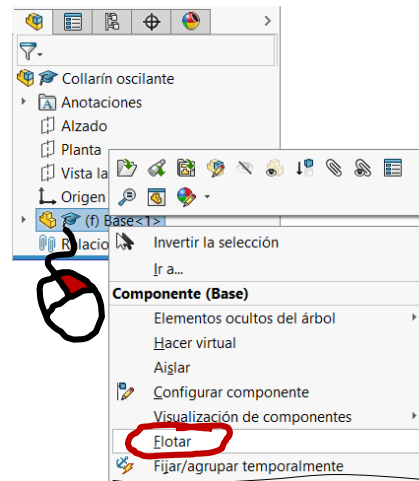 Collarín oscilante
Anotaciones
Alzado
Planta
Vista la
Origen
(f) Base<1>
Relacio
Invertir la selección
Ir a...
Componente (Base)
Elementos ocultos del árbol
Hacer virtual
Aislar
Configurar componente
Visualización de componentes
Flotar
Fijar/agrupar temporalmente